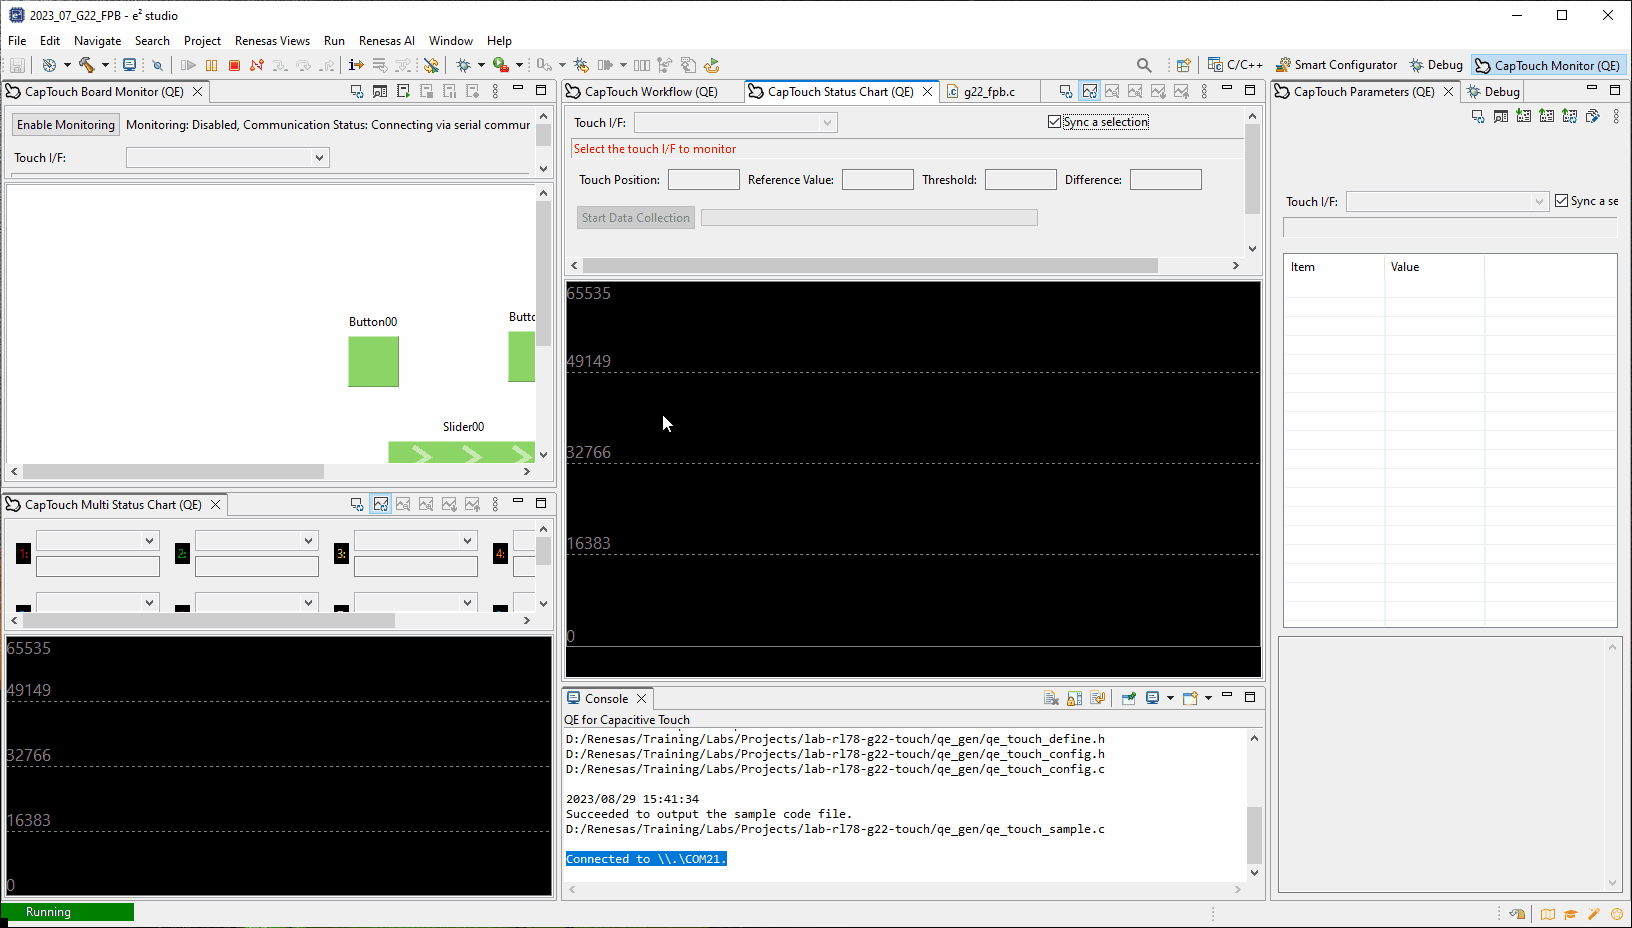 2023_07_G22_FPB - e² studio
File Edit Navigate Search Project Renesas Views Run Renesas AI Window Help
C/C++ Smart Configurator Debug CapTouch Monitor (QE)
CapTouch Board Monitor (QE)
Enable Monitoring Monitoring: Disabled, Communication Status: Connecting via serial commur
Touch I/F:
Button00
Butto
Slider00
CapTouch Multi Status Chart (QE)
1: 2: 3: 4:
65535
49149
32766
16383
0
Running
CapTouch Workflow (QE) CapTouch Status Chart (QE) g22_fpb.c
Touch I/F: Sync a selection
Select the touch I/F to monitor
Touch Position: Reference Value: Threshold: Difference:
Start Data Collection
65535
49149
32766
16383
0
Console
QE for Capacitive Touch
D:/Renesas/Training/Labs/Projects/lab-rl78-g22-touch/qe_gen/qe_touch_define.h
D:/Renesas/Training/Labs/Projects/lab-rl78-g22-touch/qe_gen/qe_touch_config.h
D:/Renesas/Training/Labs/Projects/lab-rl78-g22-touch/qe_gen/qe_touch_config.c
2023/08/29 15:41:34
Succeeded to output the sample code file.
D:/Renesas/Training/Labs/Projects/lab-rl78-g22-touch/qe_gen/qe_touch_sample.c
Connected to \\.\COM21.
CapTouch Parameters (QE) Debug
Touch I/F: Sync a se
Item Value